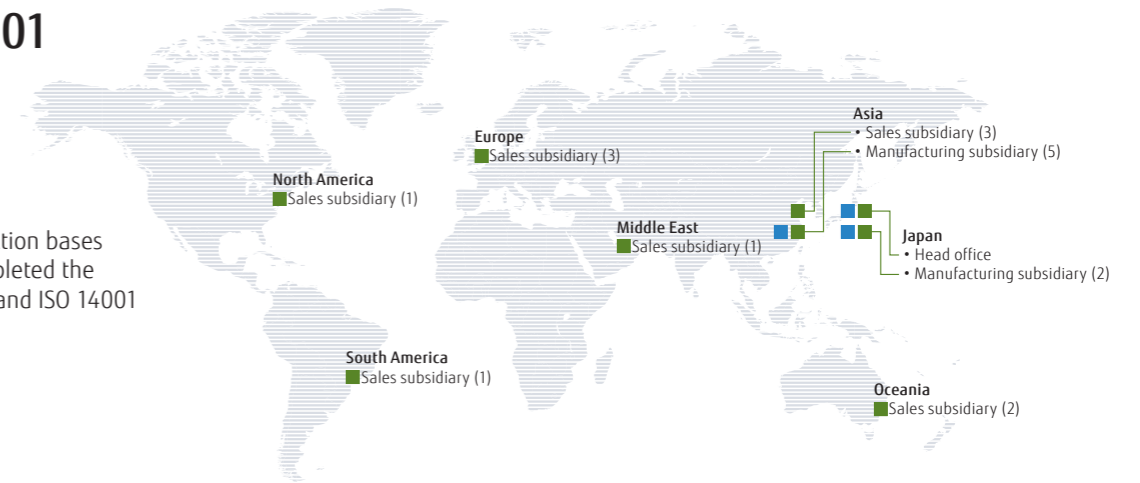 01
tion bases
pleted the
and ISO 14001
North America
Sales subsidiary (1)
Europe
Sales subsidiary (3)
Middle East
Sales subsidiary (1)
Asia
• Sales subsidiary (3)
• Manufacturing subsidiary (5)
Japan
• Head office
• Manufacturing subsidiary (2)
South America
Sales subsidiary (1)
Oceania
Sales subsidiary (2)